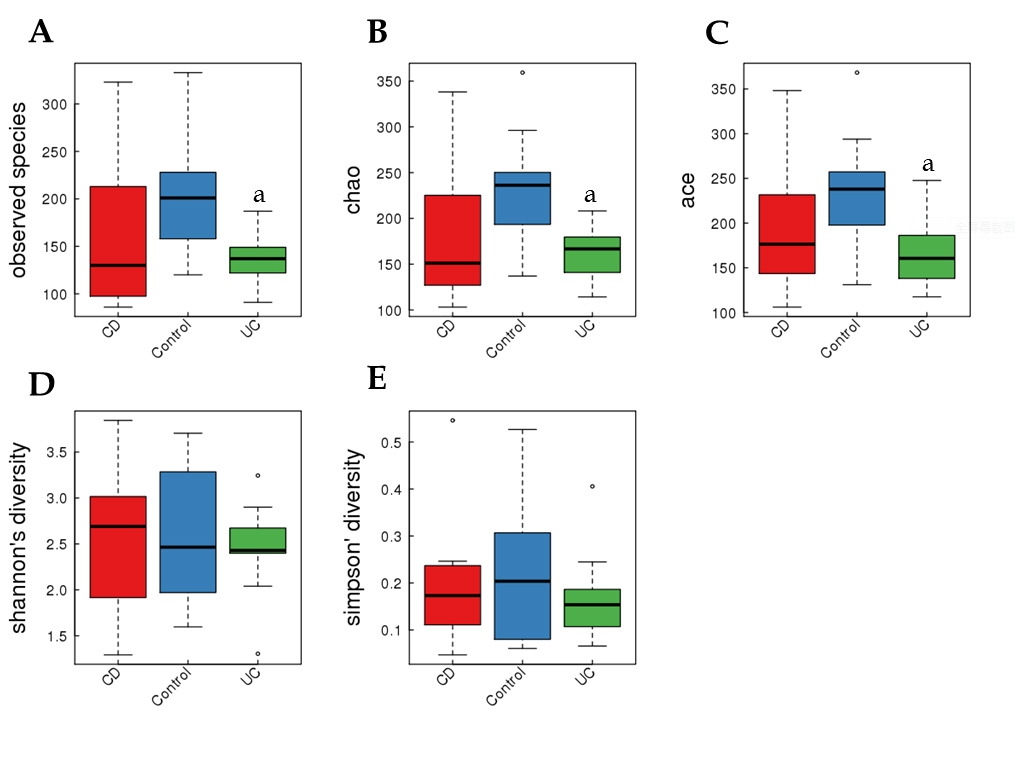 A
B
C
observed species
300
250
200
150
100
a
CD
Control
UC
chao
350
300
250
200
150
100
a
CD
Control
UC
ace
350
300
250
200
150
100
a
CD
Control
UC
D
E
shannon's diversity
3.5
3.0
2.5
2.0
1.5
CD
Control
UC
simpson' diversity
0.5
0.4
0.3
0.2
0.1
CD
Control
UC